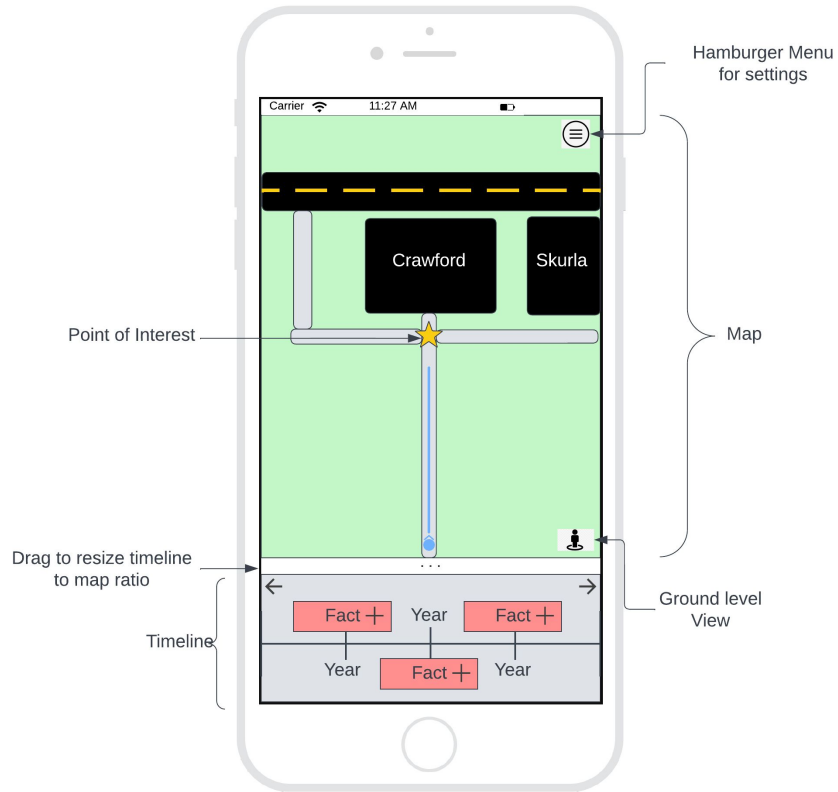 Hamburger Menu
for settings
Carrier
11:27 AM
Crawford
Skurla
Point of Interest
Map
Drag to resize timeline
to map ratio
. . .
Ground level
View
Timeline
Fact
Year
Fact
Year
Fact
Year